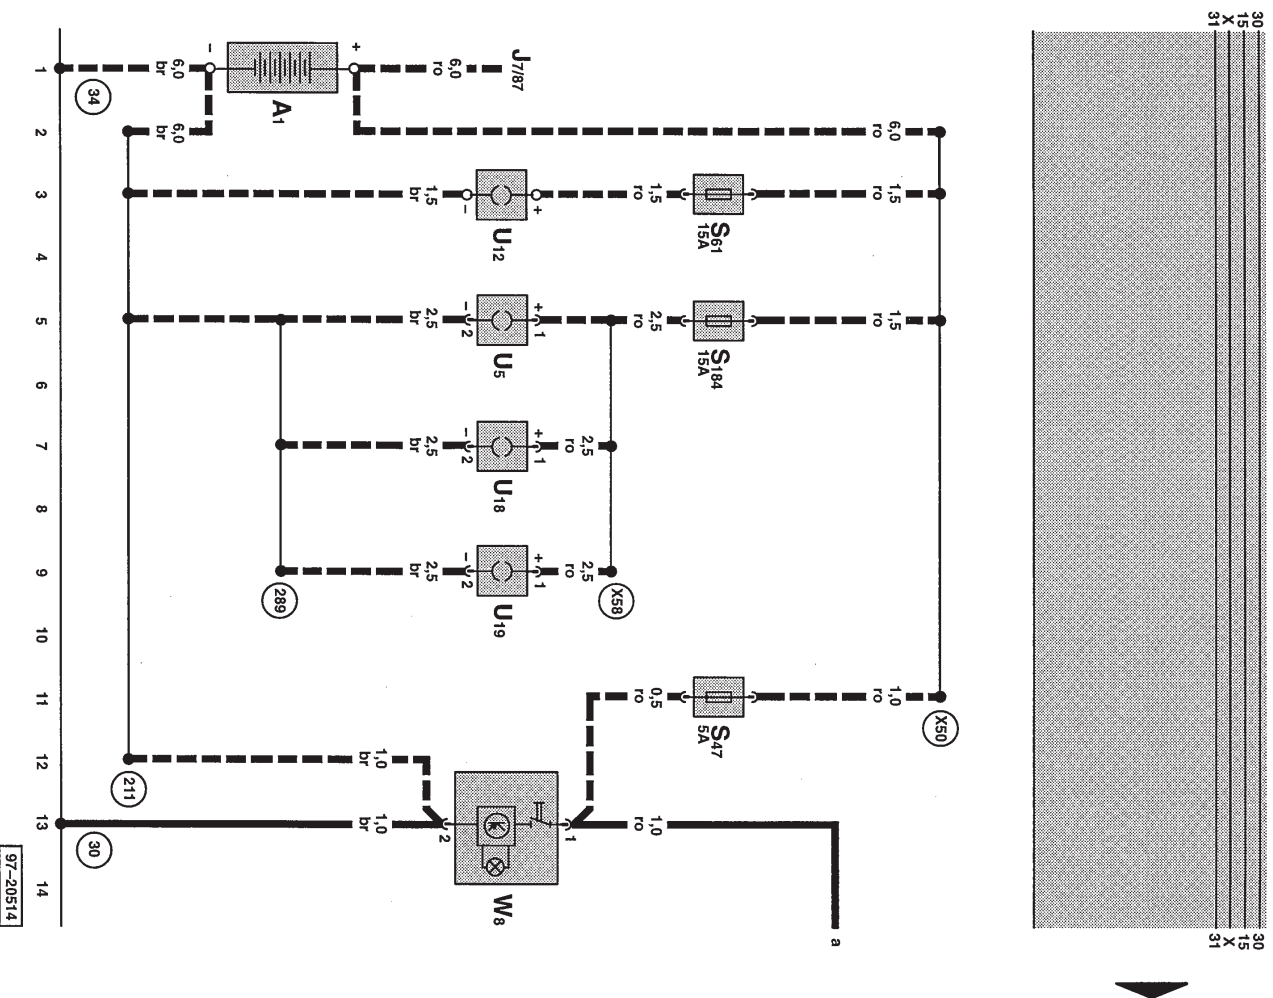 30
15
X
31
X50
6,0
ro
1,5
ro
1,5
ro
1,0
ro
a
S61
15A
S184
15A
S47
5A
1,5
ro
2,5
ro
0,5
ro
1,0
ro
X58
2,5
ro
2,5
ro
J7/87
6,0
ro
+
−
A1
+
−
U12
+
1
−
2
U5
+
1
−
2
U18
+
1
−
2
U19
1
2
W8
1,5
br
2,5
br
2,5
br
2,5
br
1,0
br
1,0
br
289
6,0
br
6,0
br
211
34
30
1
2
3
4
5
6
7
8
9
10
11
12
13
14
97–20514
30
15
X
31